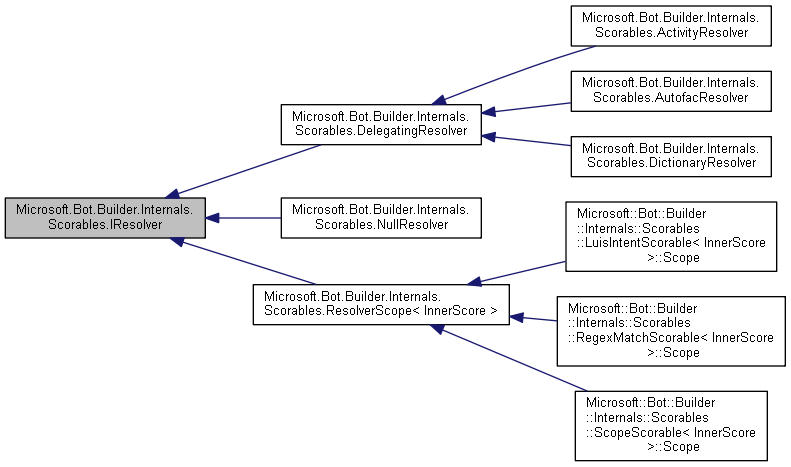 Microsoft.Bot.Builder.Internals.
Scorables.ActivityResolver
Microsoft.Bot.Builder.Internals.
Scorables.AutofacResolver
Microsoft.Bot.Builder.Internals.
Scorables.DelegatingResolver
Microsoft.Bot.Builder.Internals.
Scorables.DictionaryResolver
Microsoft.Bot.Builder.Internals.
Scorables.IResolver
Microsoft.Bot.Builder.Internals.
Scorables.NullResolver
Microsoft::Bot::Builder
::Internals::Scorables
::LuisIntentScorable< InnerScore
>::Scope
Microsoft.Bot.Builder.Internals.
Scorables.ResolverScope< InnerScore >
Microsoft::Bot::Builder
::Internals::Scorables
::RegexMatchScorable< InnerScore
>::Scope
Microsoft::Bot::Builder
::Internals::Scorables
::ScopeScorable< InnerScore
>::Scope